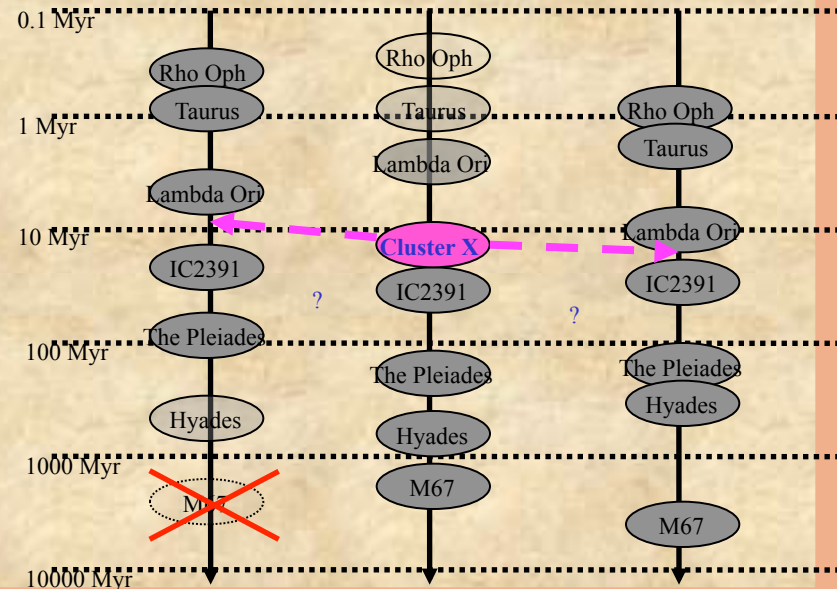 0.1 Myr
Rho Oph
Rho Oph
Taurus
Taurus
Rho Oph
1 Myr
Taurus
Lambda Ori
Lambda Ori
10 Myr
Lambda Ori
Cluster X
IC2391
IC2391
IC2391
?
?
The Pleiades
100 Myr
The Pleiades
The Pleiades
Hyades
Hyades
Hyades
1000 Myr
M67
M67
M67
10000 Myr